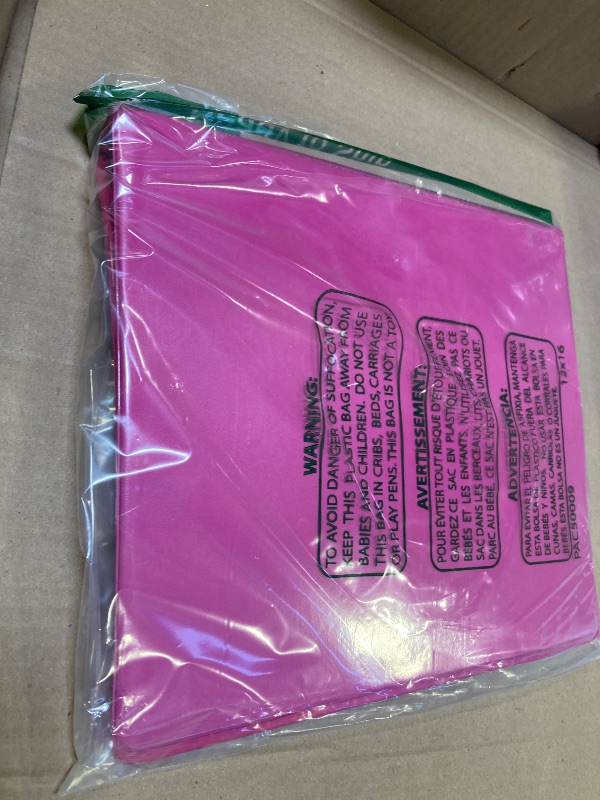 WARNING:
TO AVOID DANGER OF SUFFOCATION,
KEEP THIS PLASTIC BAG AWAY FROM
BABIES AND CHILDREN. DO NOT USE
THIS BAG IN CRIBS, BEDS, CARRIAGES
OR PLAY PENS. THIS BAG IS NOT A TOY
AVERTISSEMENT:
POUR ÉVITER TOUT RISQUE D'ÉTOUFFEMENT,
GARDEZ CE SAC EN PLASTIQUE LOIN DES
BÉBÉS ET LES ENFANTS. N'UTILISEZ PAS CE
SAC DANS LES BERCEAUX, LITS, CHARIOTS OU
PARC AU BÉBÉ. CE SAC N'EST PAS UN JOUET.
ADVERTENCIA:
PARA EVITAR EL PELIGRO DE ASFIXIA, MANTENGA
ESTA BOLSA DE PLASTICO FUERA DEL ALCANCE
DE BEBÉS Y NIÑOS. NO USAR ESTA BOLSA EN
CUNAS, CAMAS, CARRIOLAS O CORRALES PARA
BEBÉS. ESTA BOLSA NO ES UN JUGUETE.
PAC30009 12×16